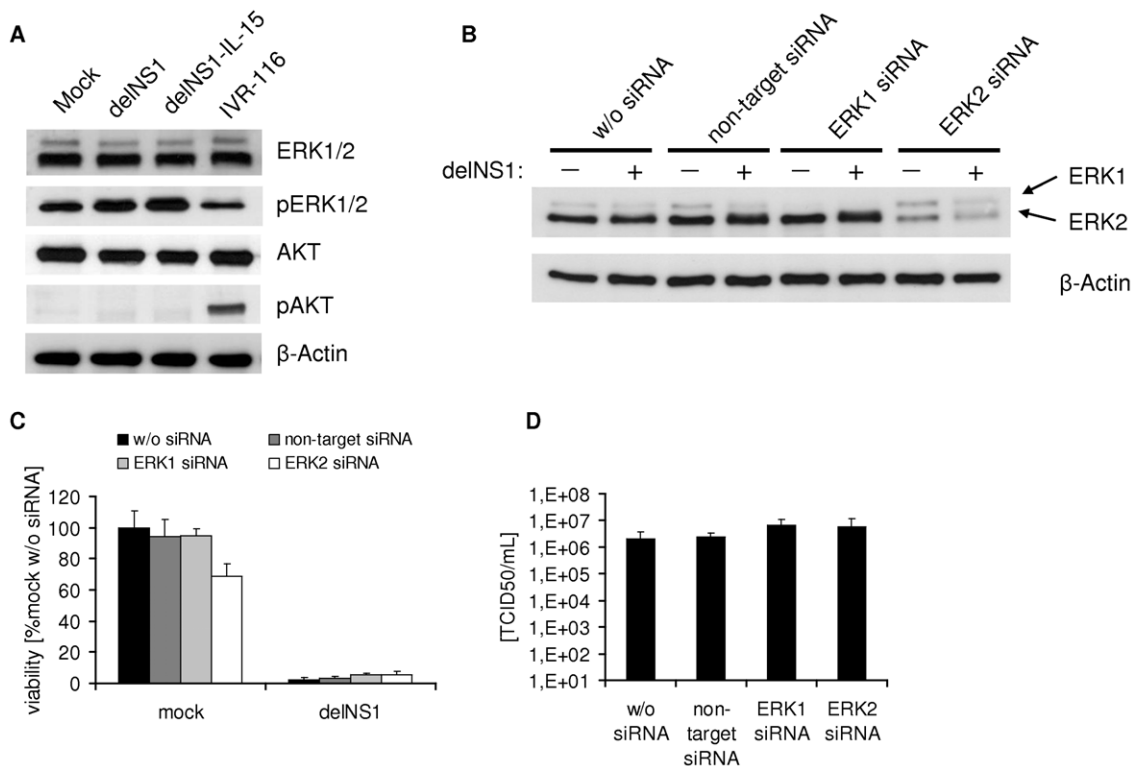 A
Mock
delNS1
delNS1-IL-15
IVR-116
ERK1/2
pERK1/2
AKT
pAKT
β-Actin
B
w/o siRNA
non-target siRNA
ERK1 siRNA
ERK2 siRNA
delNS1: – + – + – + – +
ERK1
ERK2
β-Actin
C
w/o siRNA
non-target siRNA
ERK1 siRNA
ERK2 siRNA
viability [%mock w/o siRNA]
120
100
80
60
40
20
0
mock
delNS1
D
[TCID50/mL]
1,E+08
1,E+07
1,E+06
1,E+05
1,E+04
1,E+03
1,E+02
1,E+01
w/o
siRNA
non-
target
siRNA
ERK1
siRNA
ERK2
siRNA